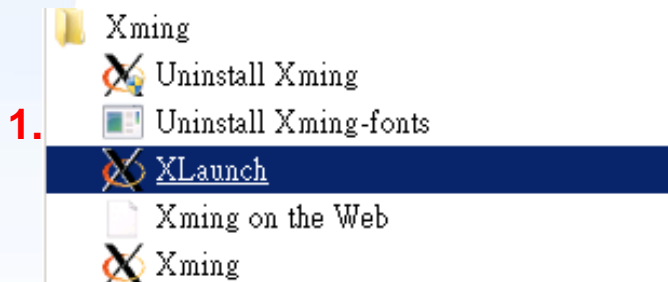 Xming
Uninstall Xming
1.
Uninstall Xming-fonts
XLaunch
Xming on the Web
Xming